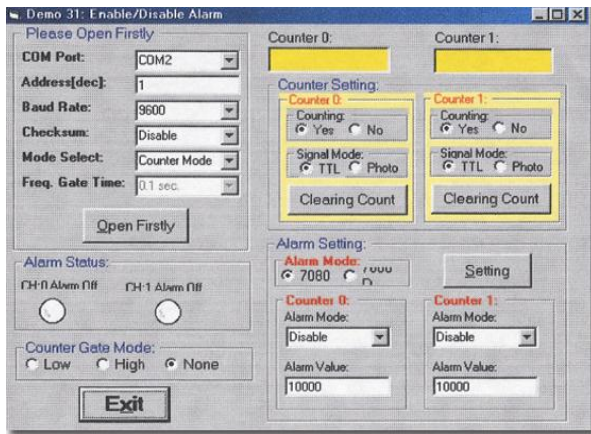 Demo 31: Enable/Disable Alarm
Please Open Firstly
COM Port: COM2
Address[dec]: 1
Baud Rate: 9600
Checksum: Disable
Mode Select: Counter Mode
Freq. Gate Time: 0.1 sec.
Open Firstly
Alarm Status:
CH-0 Alarm Off CH-1 Alarm Off
Counter Gate Mode:
Low High None
Exit
Counter 0: Counter 1:
Counter Setting:
Counter 0:
Counting:
Yes No
Signal Mode:
TTL Photo
Clearing Count
Counter 1:
Counting:
Yes No
Signal Mode:
TTL Photo
Clearing Count
Alarm Setting:
Alarm Mode:
7080
Setting
Counter 0:
Alarm Mode:
Disable
Alarm Value:
10000
Counter 1:
Alarm Mode:
Disable
Alarm Value:
10000